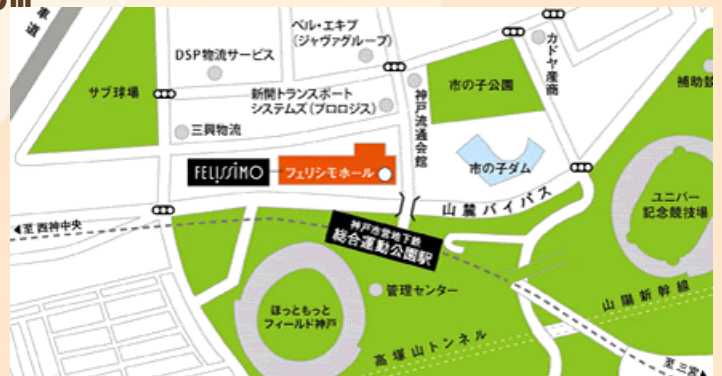 車道
ベル・エキップ
(ジャヴァグループ)
DSP物流サービス
カドヤ産商
サブ球場
新開トランスポート
システムズ(プロロジス)
神戸流通会館
市の子公園
補助競
三興物流
FELISSIMO
フェリシモホール
市の子ダム
ユニバー
記念競技場
山麓バイパス
至 西神中央
神戸市営地下鉄
総合運動公園駅
管理センター
ほっともっと
フィールド神戸
山陽新幹線
高塚山トンネル
至 三宮